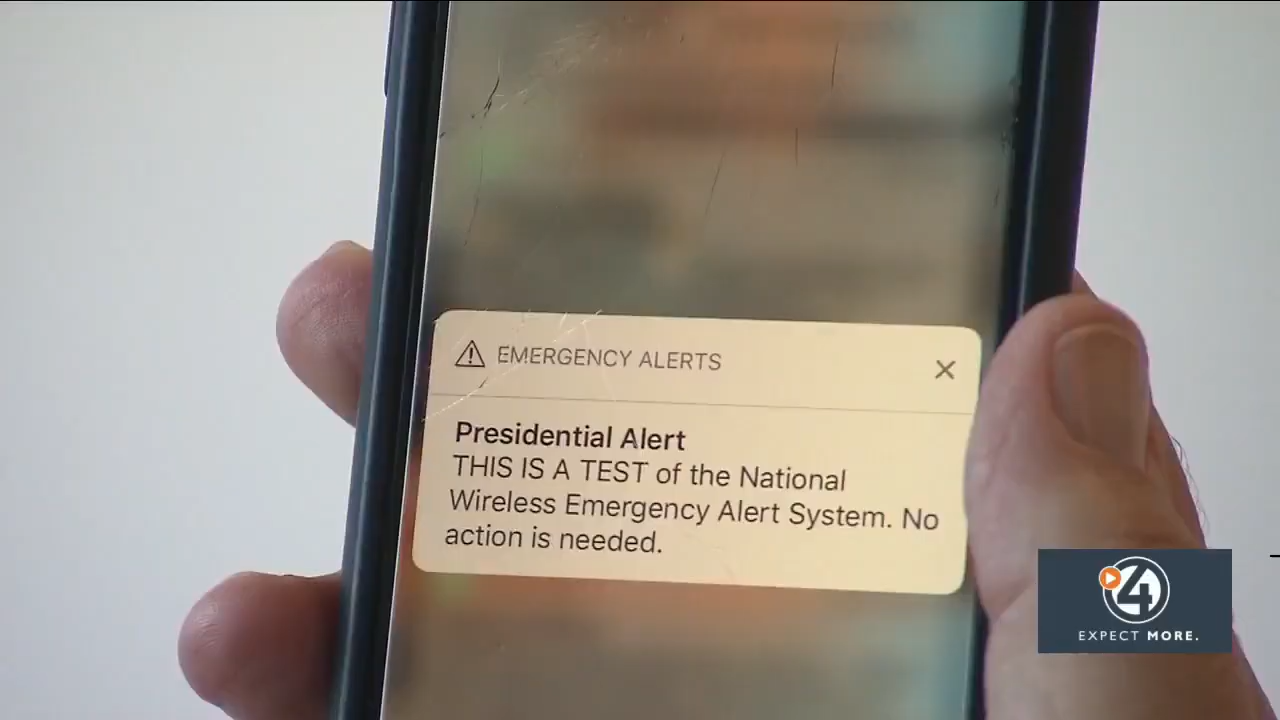 EMERGENCY ALERTS
Presidential Alert
THIS IS A TEST of the National
Wireless Emergency Alert System. No
action is needed.
4
EXPECT MORE.